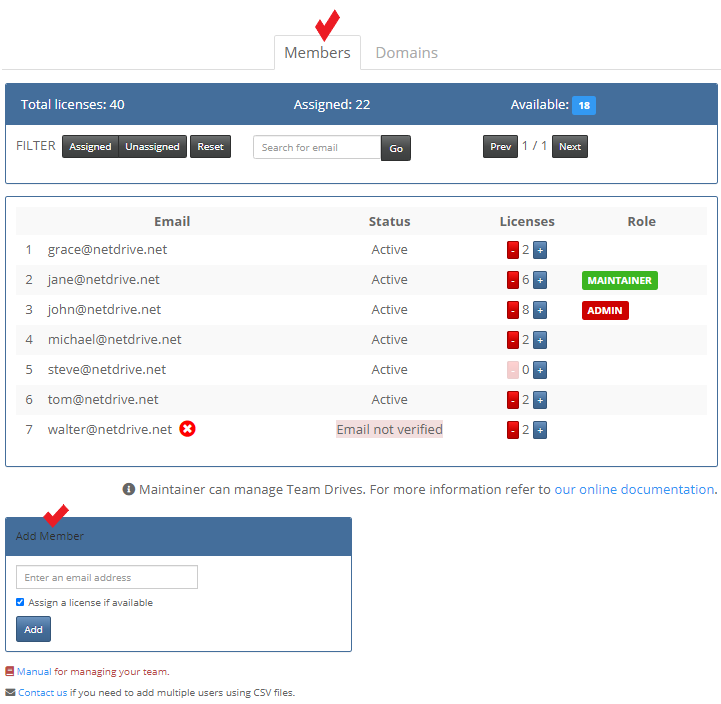 Members Domains
Total licenses: 40 Assigned: 22 Available: 18
FILTER Assigned Unassigned Reset Search for email Go Prev 1 / 1 Next
Email Status Licenses Role
1 grace@netdrive.net Active - 2 +
2 jane@netdrive.net Active - 6 + MAINTAINER
3 john@netdrive.net Active - 8 + ADMIN
4 michael@netdrive.net Active - 2 +
5 steve@netdrive.net Active - 0 +
6 tom@netdrive.net Active - 2 +
7 walter@netdrive.net Email not verified - 2 +
Maintainer can manage Team Drives. For more information refer to our online documentation.
Add Member
Enter an email address
Assign a license if available
Add
Manual for managing your team.
Contact us if you need to add multiple users using CSV files.